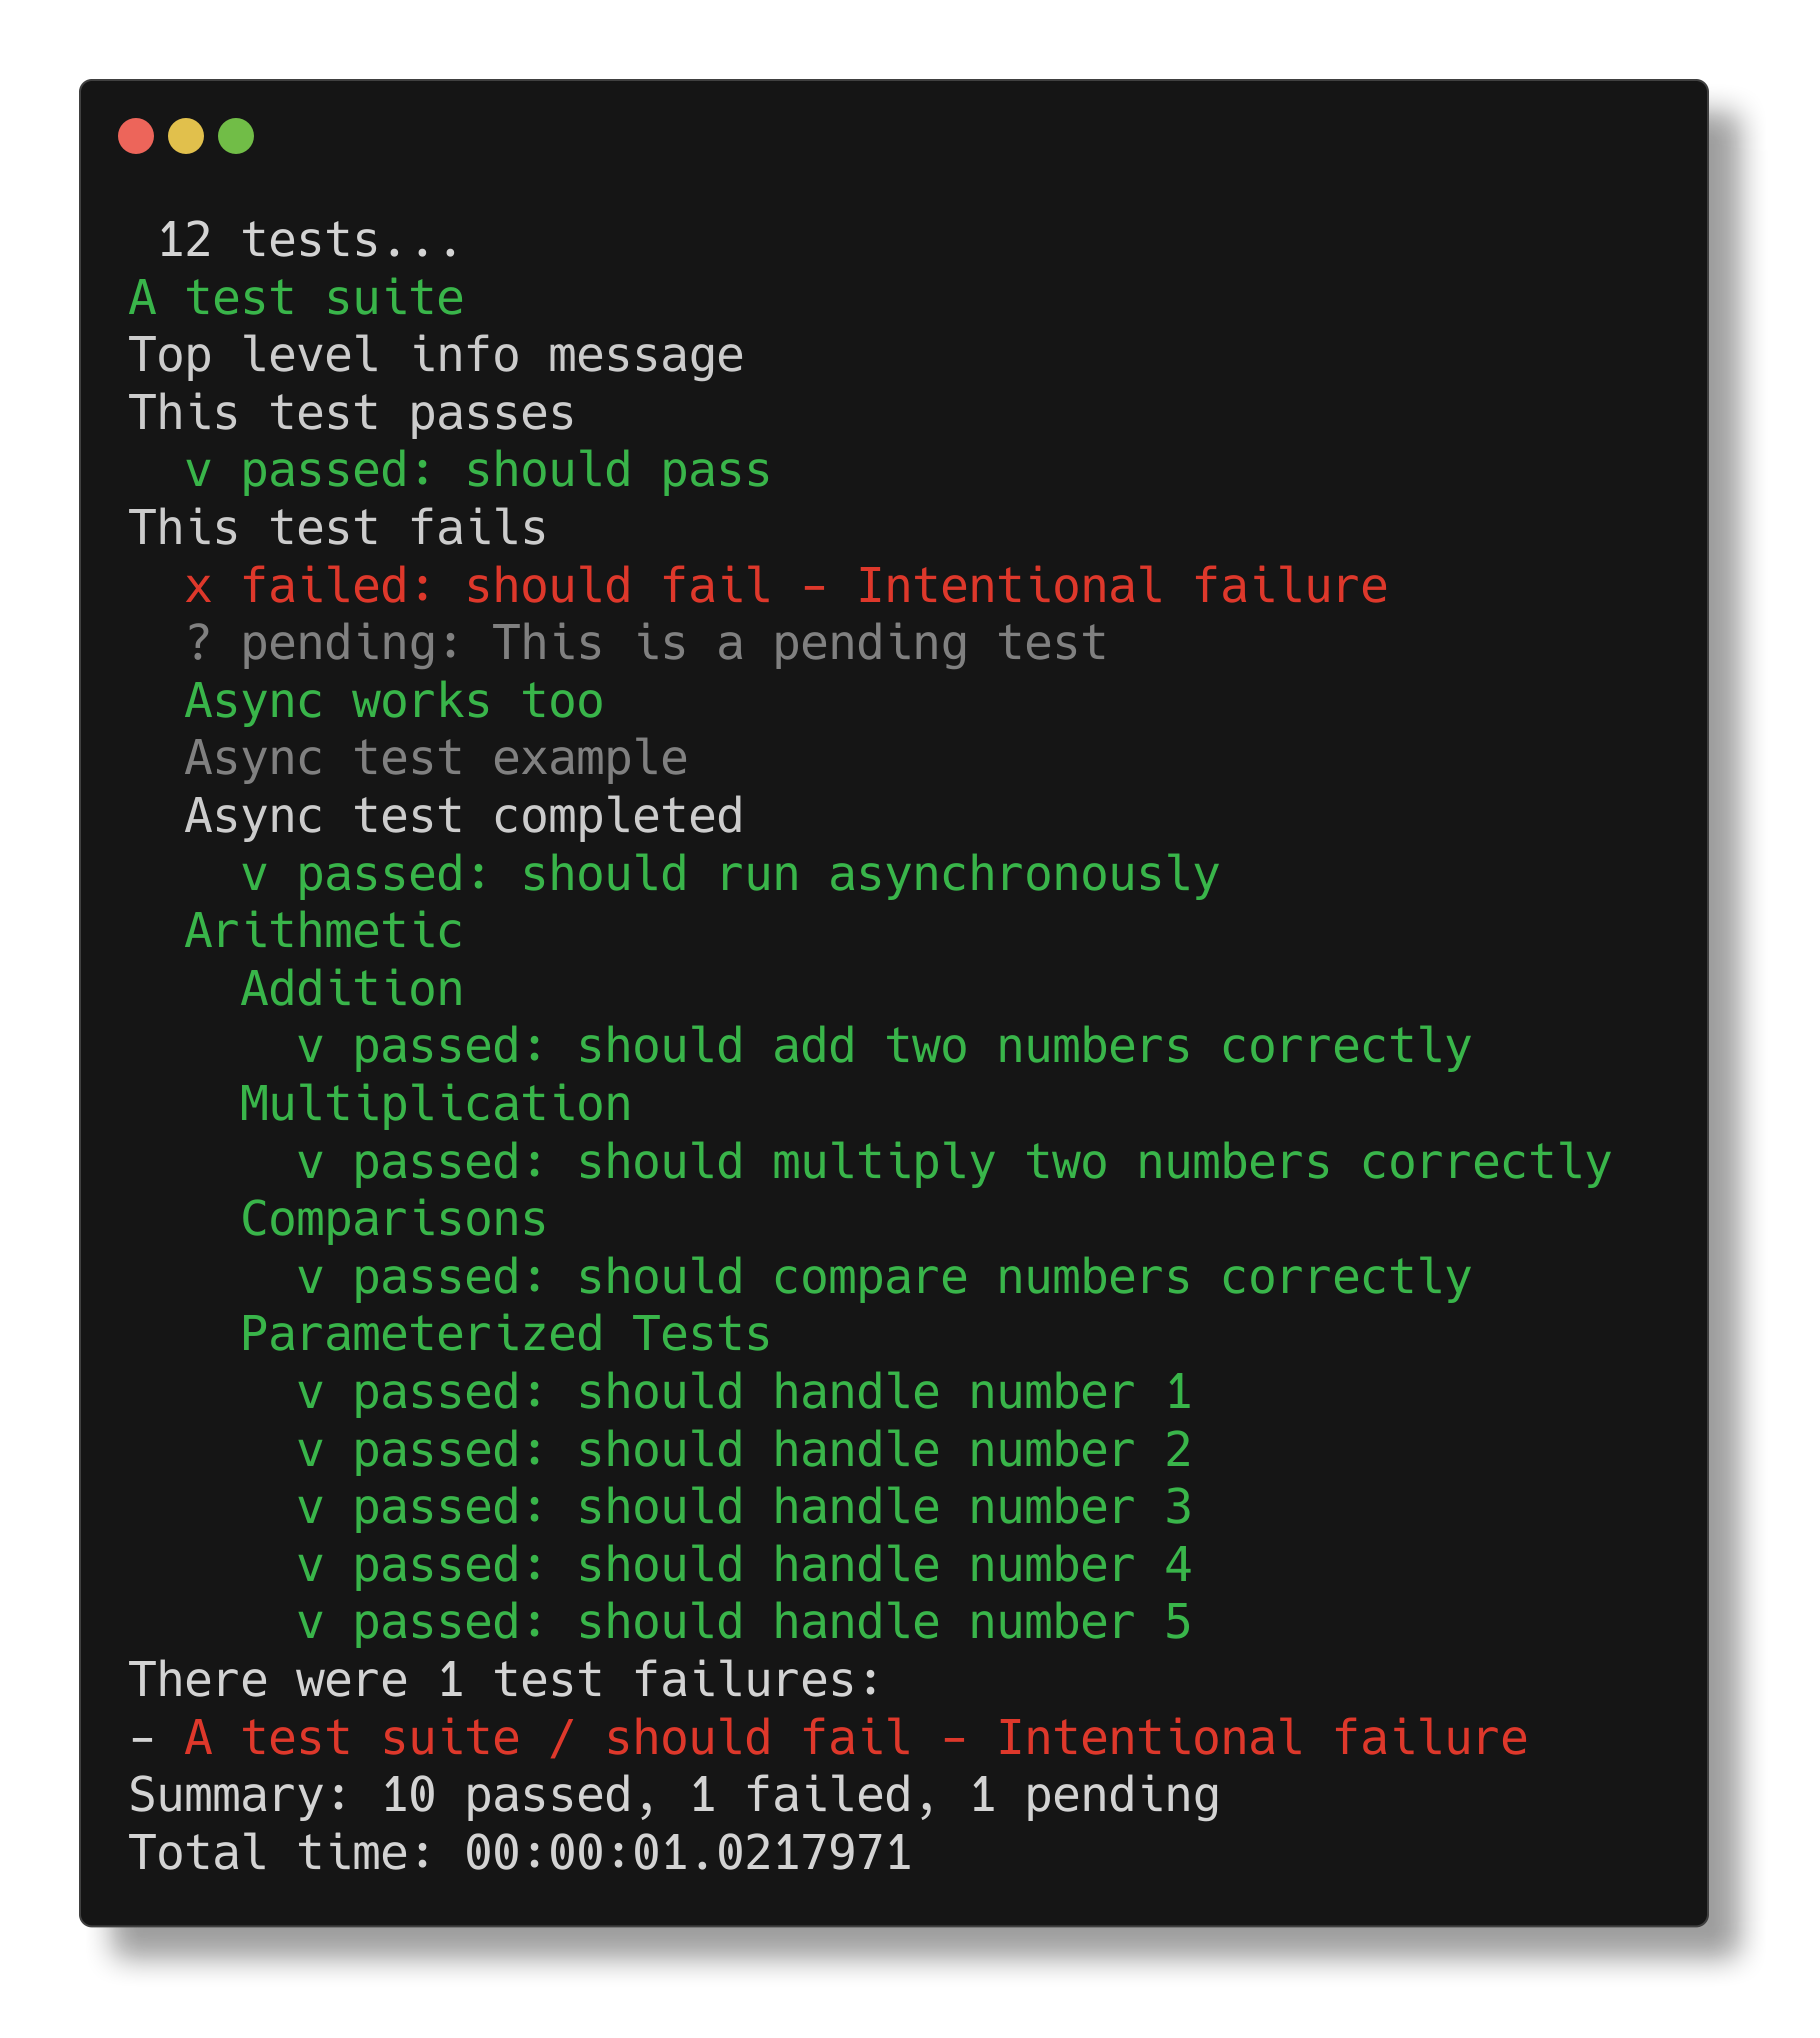 12 tests...
A test suite
Top level info message
This test passes
v passed: should pass
This test fails
x failed: should fail - Intentional failure
? pending: This is a pending test
Async works too
Async test example
Async test completed
v passed: should run asynchronously
Arithmetic
Addition
v passed: should add two numbers correctly
Multiplication
v passed: should multiply two numbers correctly
Comparisons
v passed: should compare numbers correctly
Parameterized Tests
v passed: should handle number 1
v passed: should handle number 2
v passed: should handle number 3
v passed: should handle number 4
v passed: should handle number 5
There were 1 test failures:
- A test suite / should fail - Intentional failure
Summary: 10 passed, 1 failed, 1 pending
Total time: 00:00:01.0217971